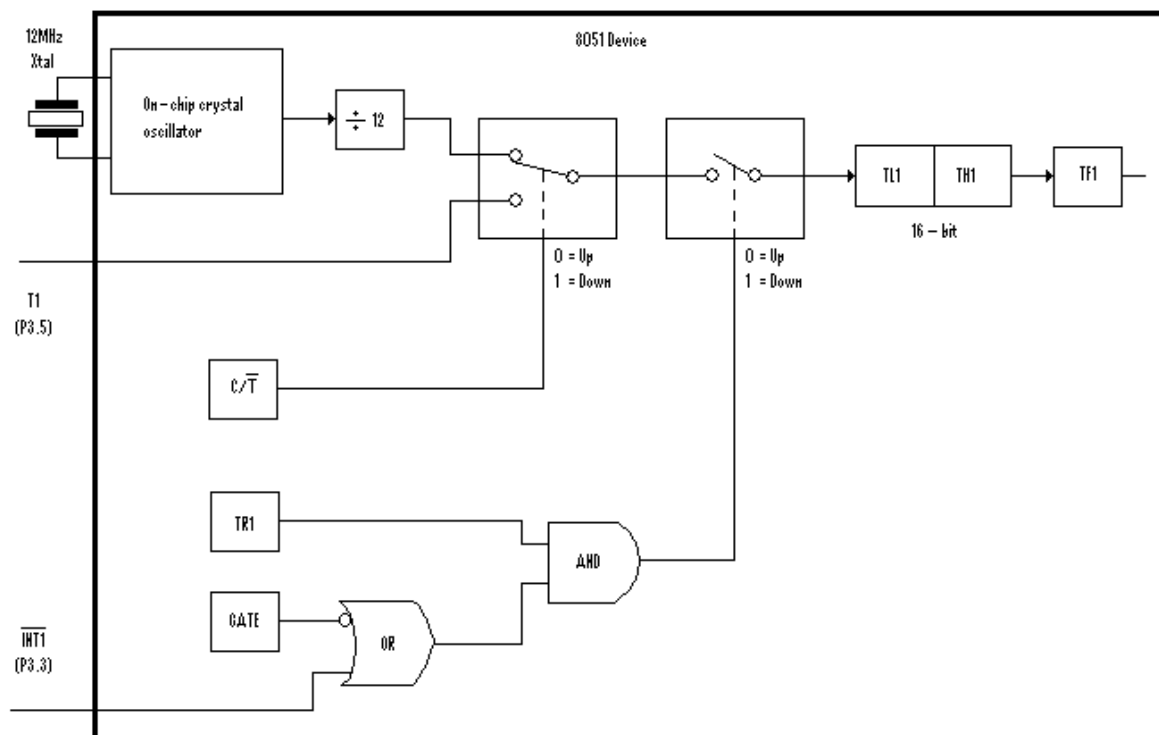 12MHz
Xtal
8051 Device
On-chip crystal
oscillator
÷ 12
TL1
TH1
TF1
16 - bit
0 = Up
1 = Down
0 = Up
1 = Down
T1
(P3.5)
C/T̅
TR1
AND
GATE
OR
I̅N̅T̅1̅
(P3.3)